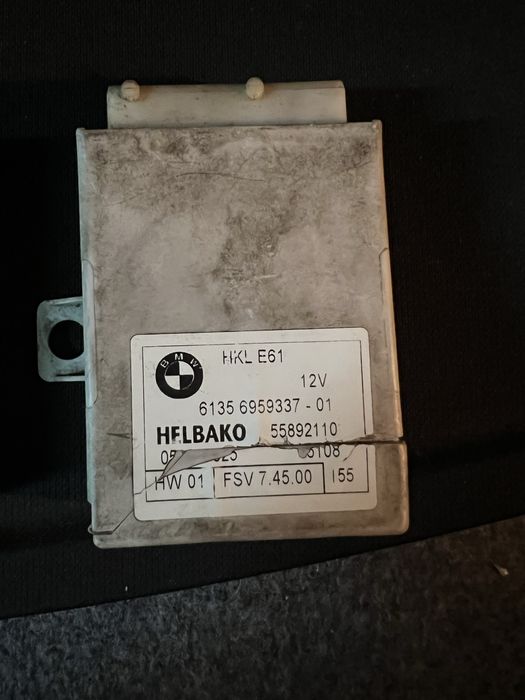 BMW
HKL E61
12V
6135 6959337 - 01
HELBAKO 55892110
HW 01 FSV 7.45.00 I55